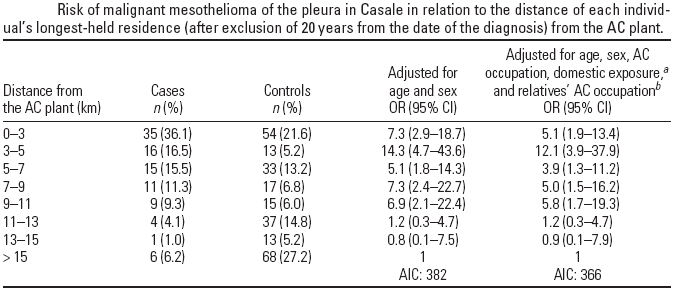 Risk of malignant mesothelioma of the pleura in Casale in relation to the distance of each individ-
ual's longest-held residence (after exclusion of 20 years from the date of the diagnosis) from the AC plant.
Distance from the AC plant (km) Cases n (%) Controls n (%) Adjusted for age and sex OR (95% CI) Adjusted for age, sex, AC occupation, domestic exposure,a and relatives' AC occupationb OR (95% CI)
0–3 35 (36.1) 54 (21.6) 7.3 (2.9–18.7) 5.1 (1.9–13.4)
3–5 16 (16.5) 13 (5.2) 14.3 (4.7–43.6) 12.1 (3.9–37.9)
5–7 15 (15.5) 33 (13.2) 5.1 (1.8–14.3) 3.9 (1.3–11.2)
7–9 11 (11.3) 17 (6.8) 7.3 (2.4–22.7) 5.0 (1.5–16.2)
9–11 9 (9.3) 15 (6.0) 6.9 (2.1–22.4) 5.8 (1.7–19.3)
11–13 4 (4.1) 37 (14.8) 1.2 (0.3–4.7) 1.2 (0.3–4.7)
13–15 1 (1.0) 13 (5.2) 0.8 (0.1–7.5) 0.9 (0.1–7.9)
> 15 6 (6.2) 68 (27.2) 1 1
AIC: 382 AIC: 366